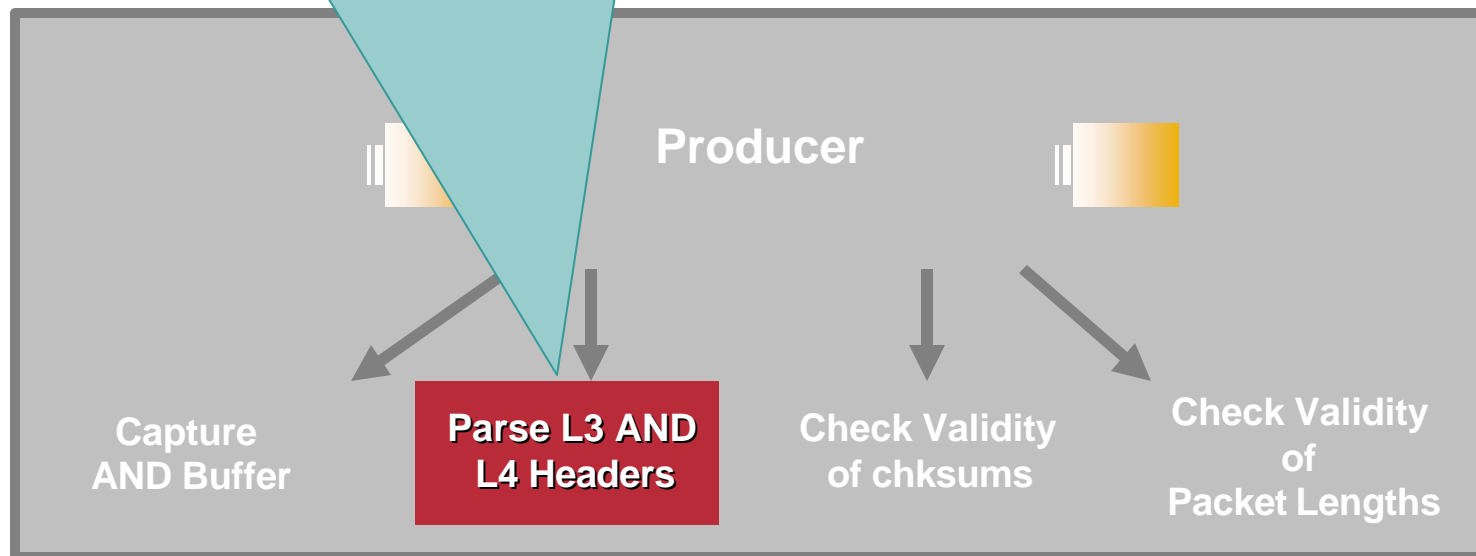 Producer
Capture
AND Buffer
Parse L3 AND
L4 Headers
Check Validity
of chksums
Check Validity
of
Packet Lengths